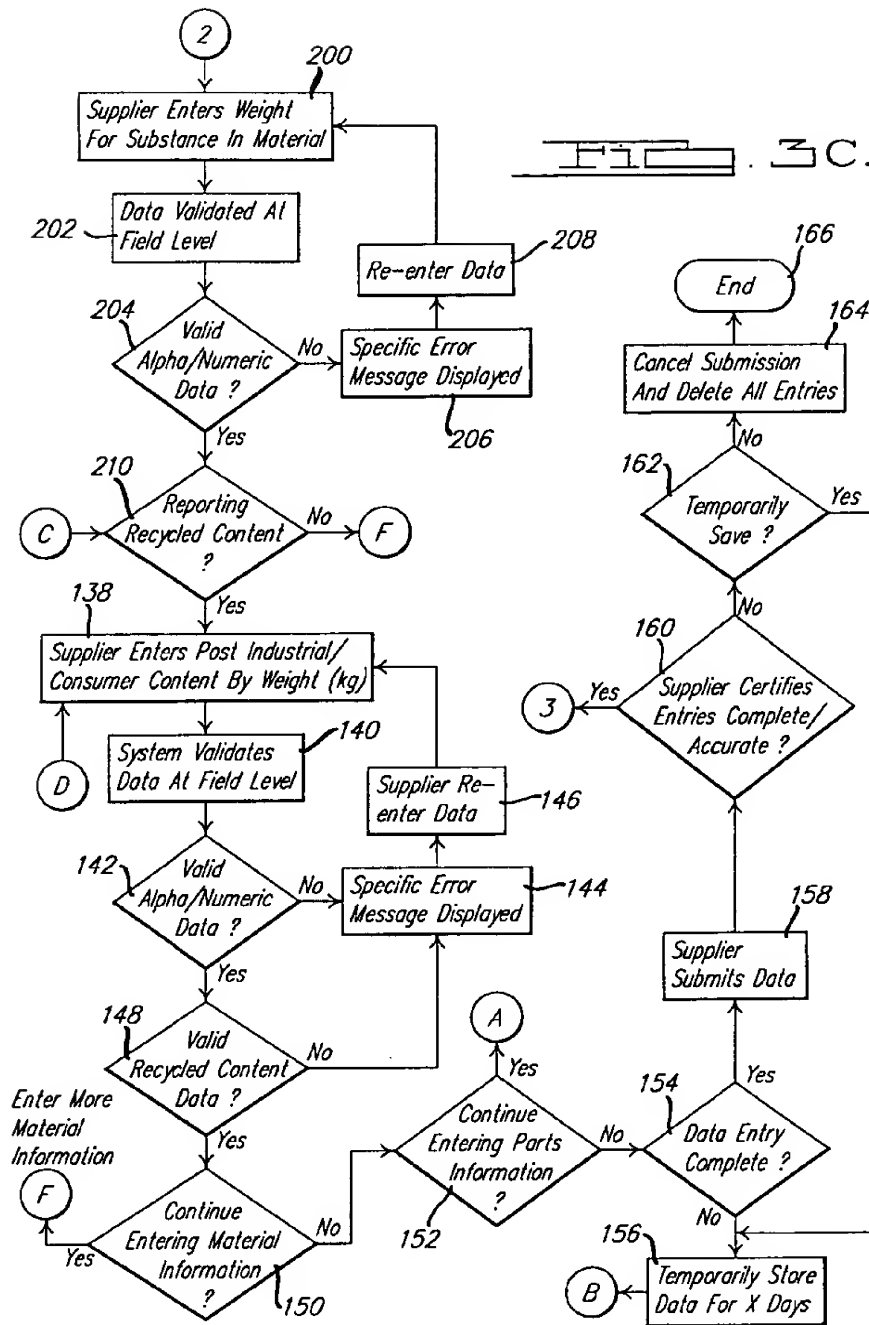 2
200
Supplier Enters Weight
For Substance In Material
Fig. 3C.
202
Data Validated At
Field Level
208
Re-enter Data
204
Valid
Alpha/Numeric
Data ?
No
Specific Error
Message Displayed
206
Yes
210
Reporting
Recycled Content
?
C
No
F
Yes
138
Supplier Enters Post Industrial/
Consumer Content By Weight (kg)
D
140
System Validates
Data At Field Level
146
Supplier Re-
enter Data
142
Valid
Alpha/Numeric
Data ?
No
144
Specific Error
Message Displayed
Yes
148
Valid
Recycled Content
Data ?
No
Yes
Enter More
Material
Information
F
Yes
Continue
Entering Material
Information
?
150
No
A
Yes
Continue
Entering Parts
Information
?
152
No
166
End
164
Cancel Submission
And Delete All Entries
No
162
Temporarily
Save ?
Yes
No
160
Supplier Certifies
Entries Complete/
Accurate ?
Yes
3
158
Supplier
Submits Data
Yes
154
Data Entry
Complete ?
No
156
Temporarily Store
Data For X Days
B